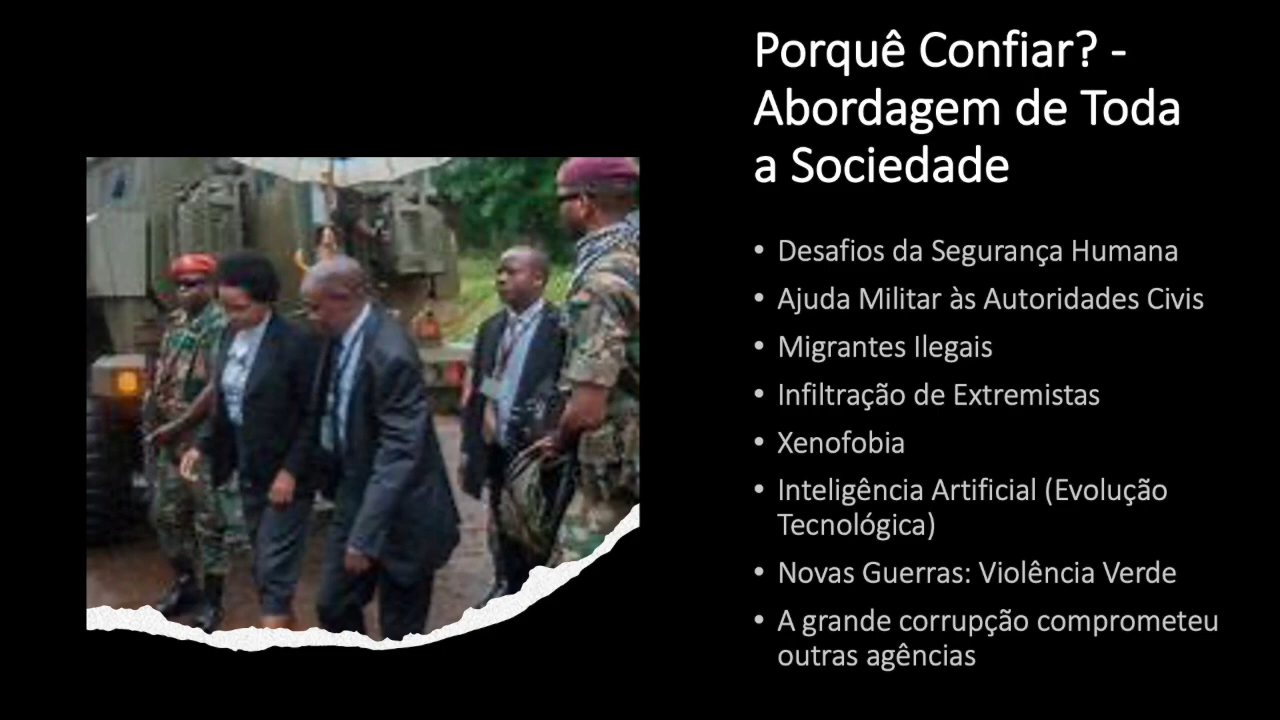 Porquê Confiar? -
Abordagem de Toda
a Sociedade
• Desafios da Segurança Humana
• Ajuda Militar às Autoridades Civis
• Migrantes Ilegais
• Infiltração de Extremistas
• Xenofobia
• Inteligência Artificial (Evolução
Tecnológica)
• Novas Guerras: Violência Verde
• A grande corrupção comprometeu
outras agências